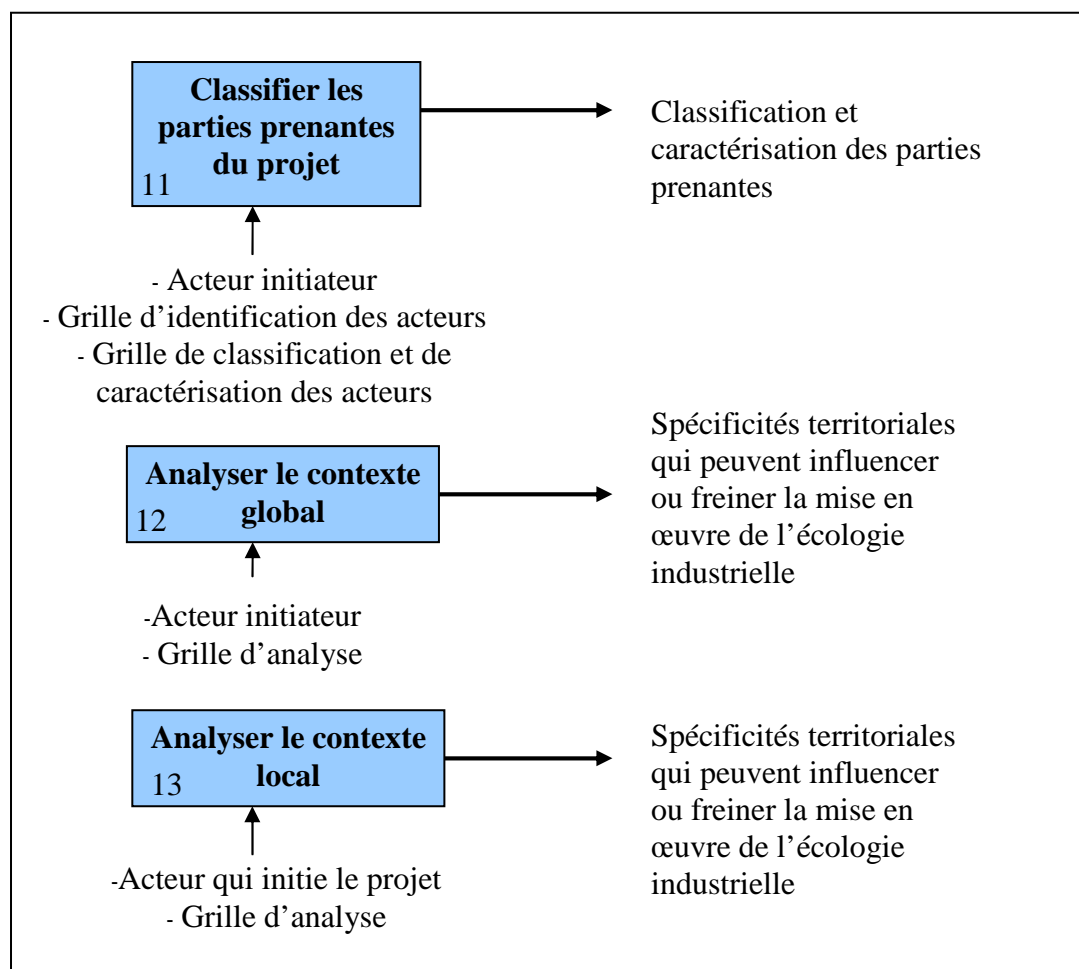 Classifier les
parties prenantes
du projet
11
Classification et
caractérisation des parties
prenantes
- Acteur initiateur
- Grille d’identification des acteurs
- Grille de classification et de
caractérisation des acteurs
Analyser le contexte
global
12
Spécificités territoriales
qui peuvent influencer
ou freiner la mise en
œuvre de l’écologie
industrielle
-Acteur initiateur
- Grille d’analyse
Analyser le contexte
local
13
Spécificités territoriales
qui peuvent influencer
ou freiner la mise en
œuvre de l’écologie
industrielle
-Acteur qui initie le projet
- Grille d’analyse